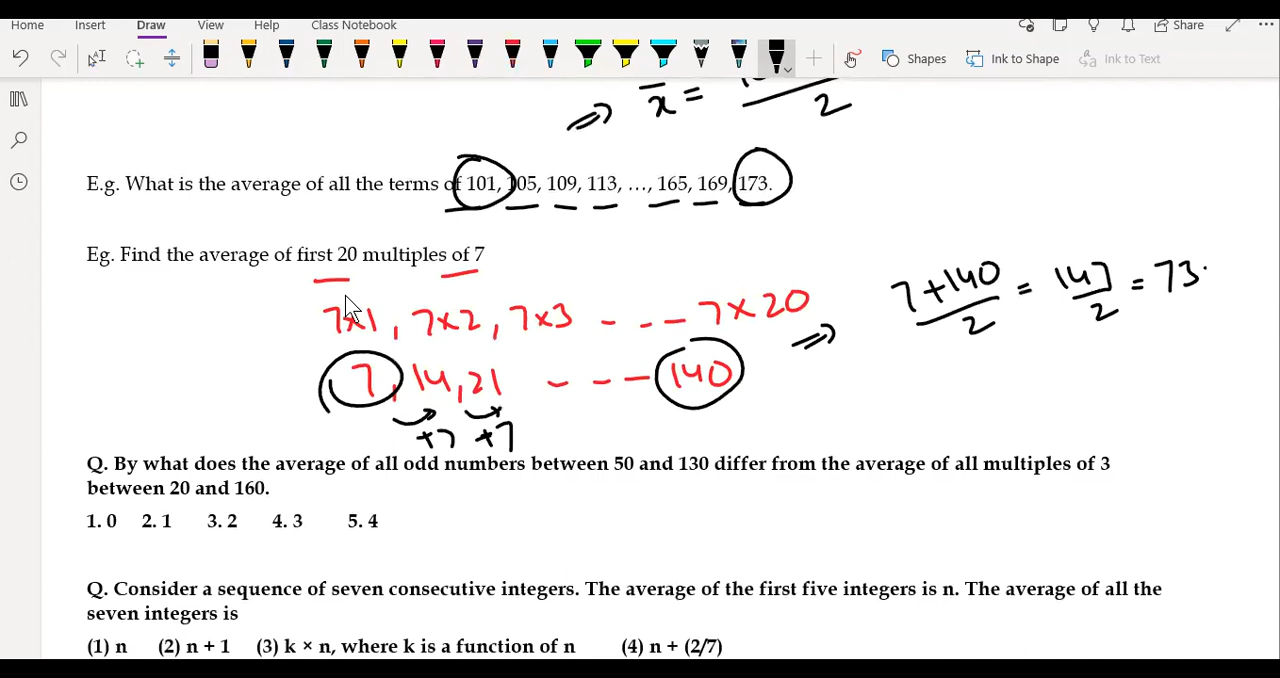 Home Insert Draw View Help Class Notebook Share
Shapes Ink to Shape Ink to Text
⇒ x̄ = 2
E.g. What is the average of all the terms of 101, 105, 109, 113, …, 165, 169, 173.
Eg. Find the average of first 20 multiples of 7
7×1, 7×2, 7×3 - - - 7×20 ⇒ 7+140/2 = 147/2 = 73.
7, 14, 21 - - - 140
+7 +7
Q. By what does the average of all odd numbers between 50 and 130 differ from the average of all multiples of 3
between 20 and 160.
1. 0 2. 1 3. 2 4. 3 5. 4
Q. Consider a sequence of seven consecutive integers. The average of the first five integers is n. The average of all the
seven integers is
(1) n (2) n + 1 (3) k × n, where k is a function of n (4) n + (2/7)